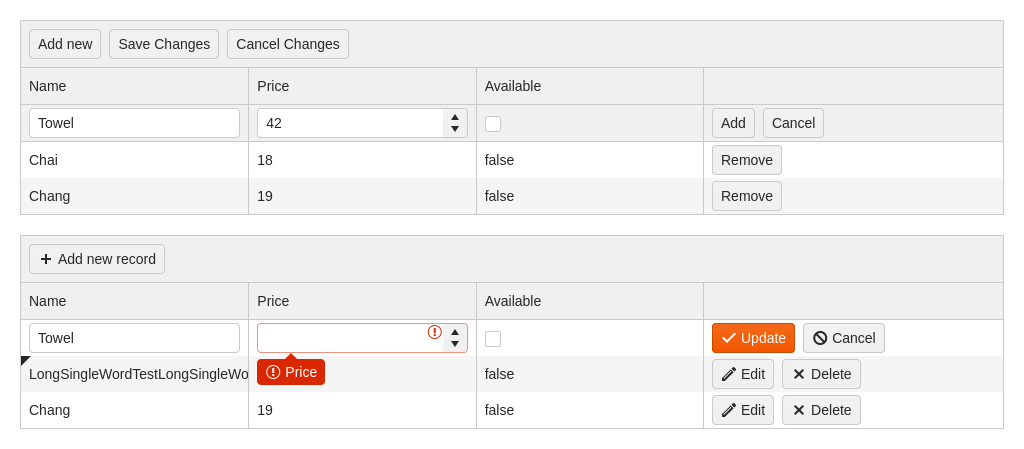 Add new Save Changes Cancel Changes
Name Price Available
Towel 42 Add Cancel
Chai 18 false Remove
Chang 19 false Remove
Add new record
Name Price Available
Towel Update Cancel
LongSingleWordTestLongSingleWo Price false Edit Delete
Chang 19 false Edit Delete